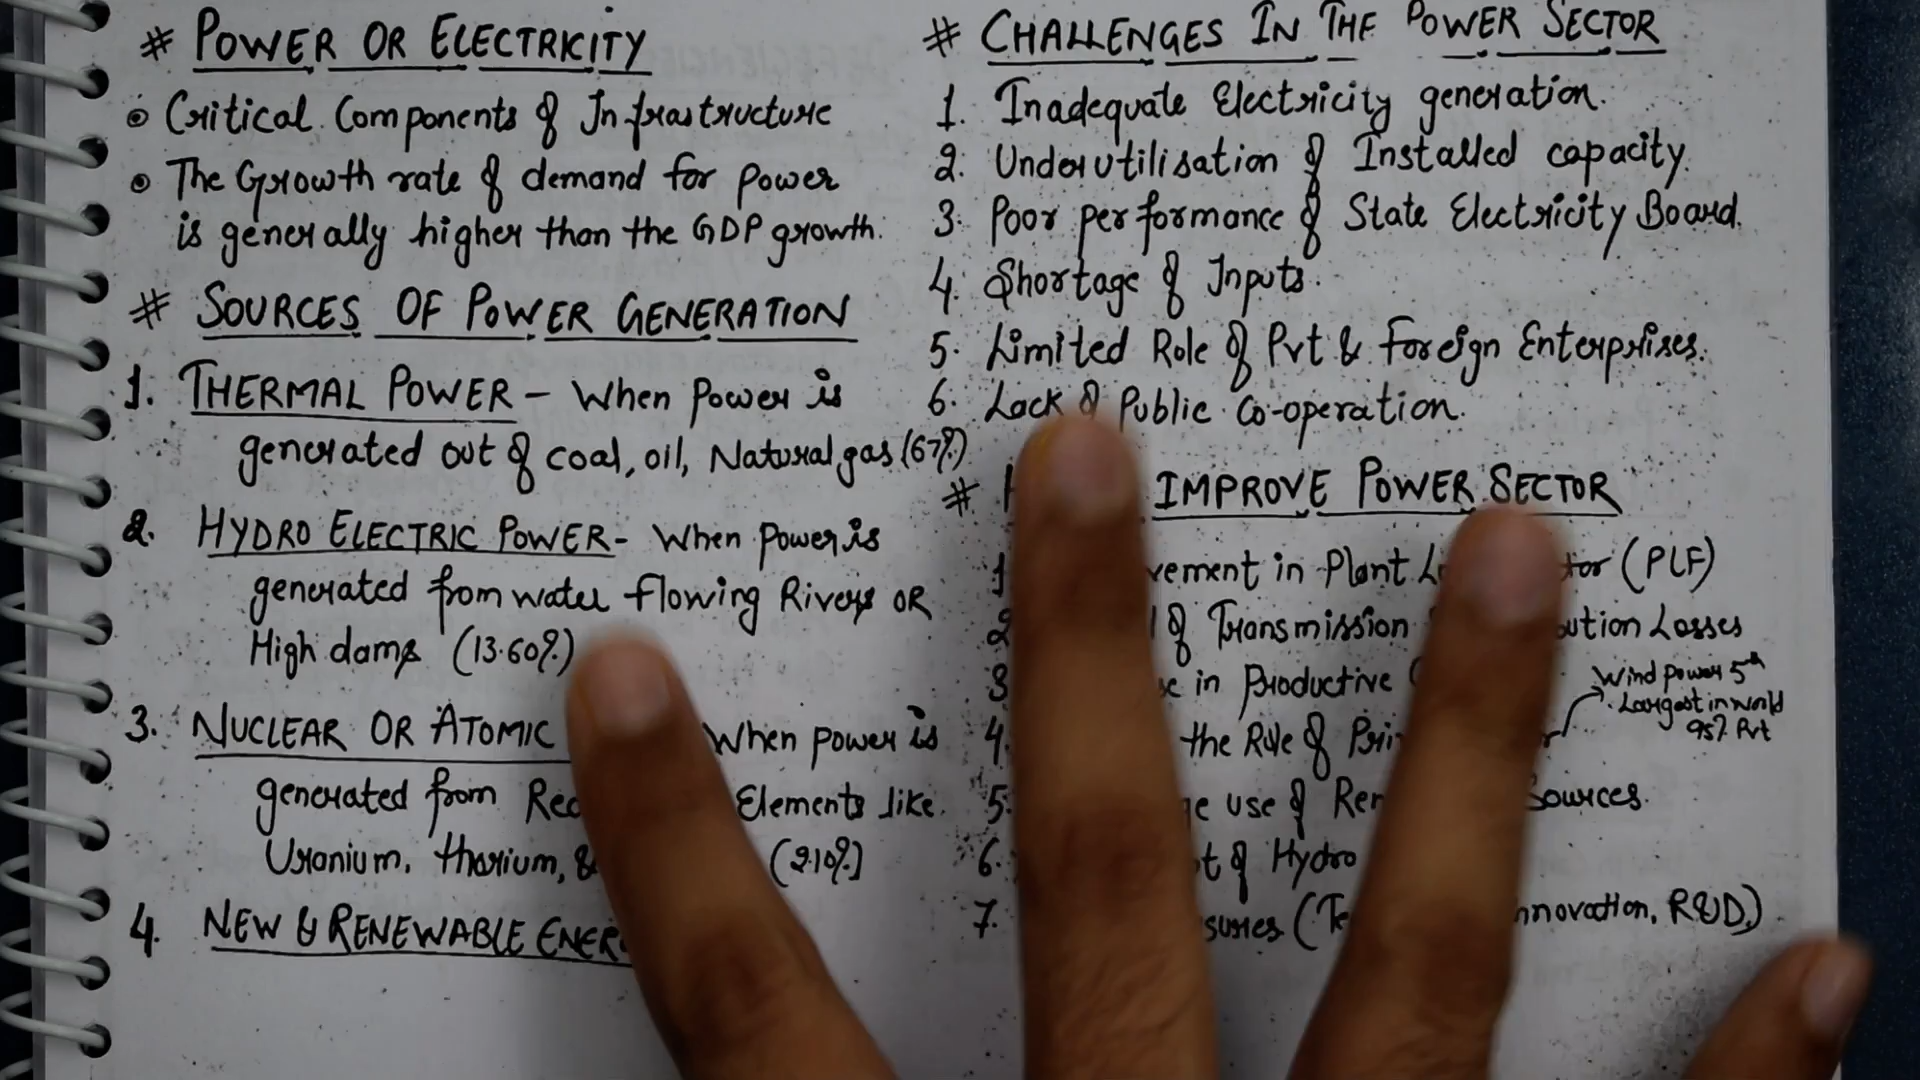 # POWER OR ELECTRICITY
Critical Components of Infrastructure
The Growth rate of demand for power
is generally higher than the GDP growth.
# SOURCES OF POWER GENERATION
1. THERMAL POWER - When Power is
generated out of coal, oil, Natural gas (67%)
2. HYDRO ELECTRIC POWER - When Power is
generated from water flowing Rivers OR
High dams (13.60%)
3. NUCLEAR OR ATOMIC When power is
generated from Elements like
Uranium, thorium, & (2.10%)
4. NEW & RENEWABLE
# CHALLENGES IN THE POWER SECTOR
1. Inadequate Electricity generation.
2. Underutilisation of Installed capacity.
3. Poor performance of State Electricity Board.
4. Shortage of Inputs.
5. Limited Role of Pvt & Foreign Enterprises.
6. Lack of Public Co-operation.
# IMPROVE POWER SECTOR
1 in Plant (PLF)
2 of Transmission Losses
3 in Productive
4. the Role of
5. use of Sources.
6. of Hydro
7. Innovation, R&D.)
Wind power 5th
Largest in world
95% Pvt